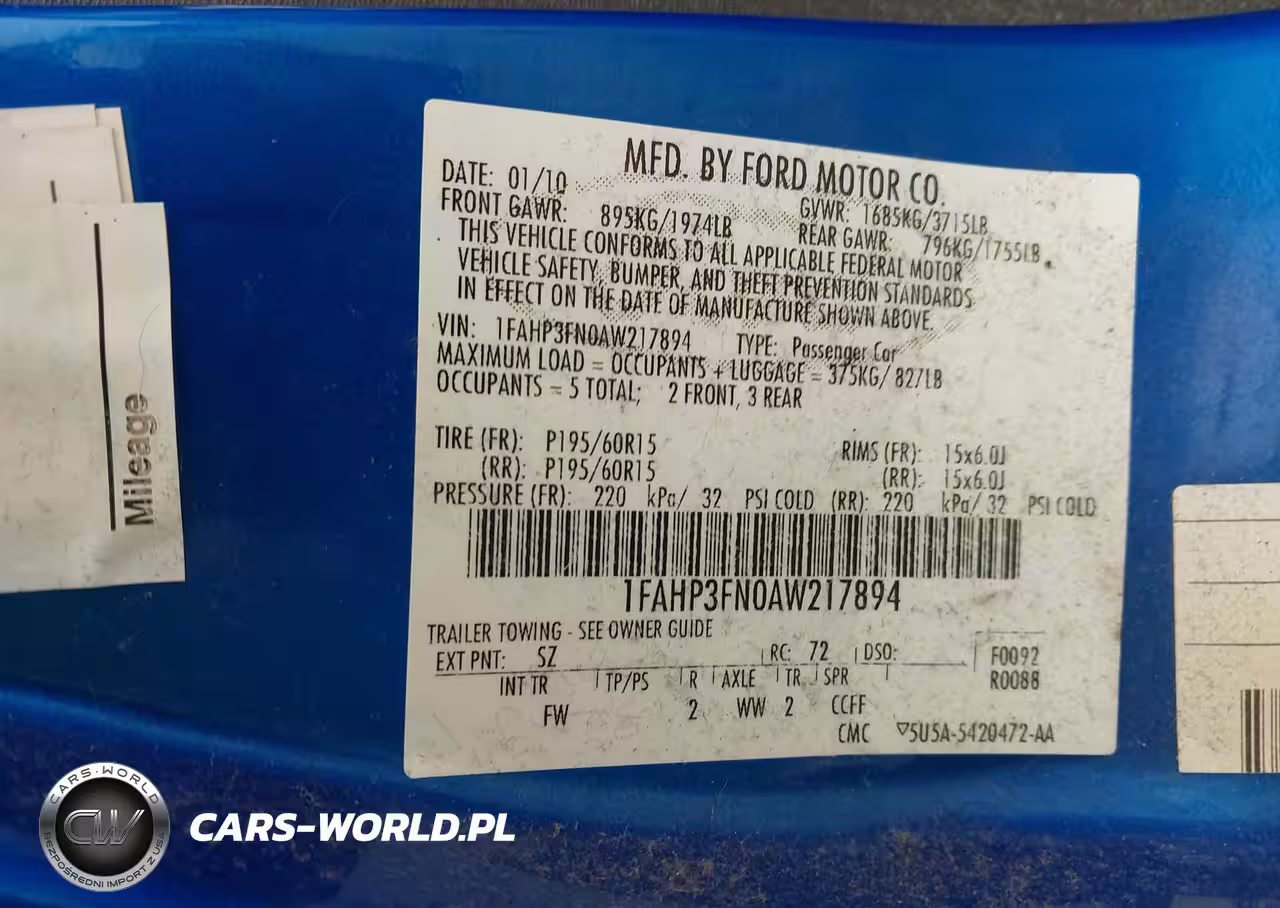 MFD. BY FORD MOTOR CO.
DATE: 01/10
GVWR: 1685KG/3715LB
FRONT GAWR: 895KG/1974LB
REAR GAWR: 796KG/1755LB
THIS VEHICLE CONFORMS TO ALL APPLICABLE FEDERAL MOTOR
VEHICLE SAFETY, BUMPER, AND THEFT PREVENTION STANDARDS
IN EFFECT ON THE DATE OF MANUFACTURE SHOWN ABOVE.
VIN: 1FAHP3FN0AW217894 TYPE: Passenger Car
MAXIMUM LOAD = OCCUPANTS + LUGGAGE = 375KG/ 827LB
OCCUPANTS = 5 TOTAL; 2 FRONT, 3 REAR
TIRE (FR): P195/60R15 RIMS (FR): 15x6.0J
(RR): P195/60R15 (RR): 15x6.0J
PRESSURE (FR): 220 kPa/ 32 PSI COLD (RR): 220 kPa/ 32 PSI COLD
1FAHP3FN0AW217894
TRAILER TOWING - SEE OWNER GUIDE
EXT PNT: SZ RC: 72 DSO: F0092
INT TR TP/PS R AXLE TR SPR R0088
FW 2 WW 2 CCFF
CMC ▽5U5A-5420472-AA
Mileage
CARS-WORLD
CW
BEZPOŚREDNI IMPORT Z USA
CARS-WORLD.PL